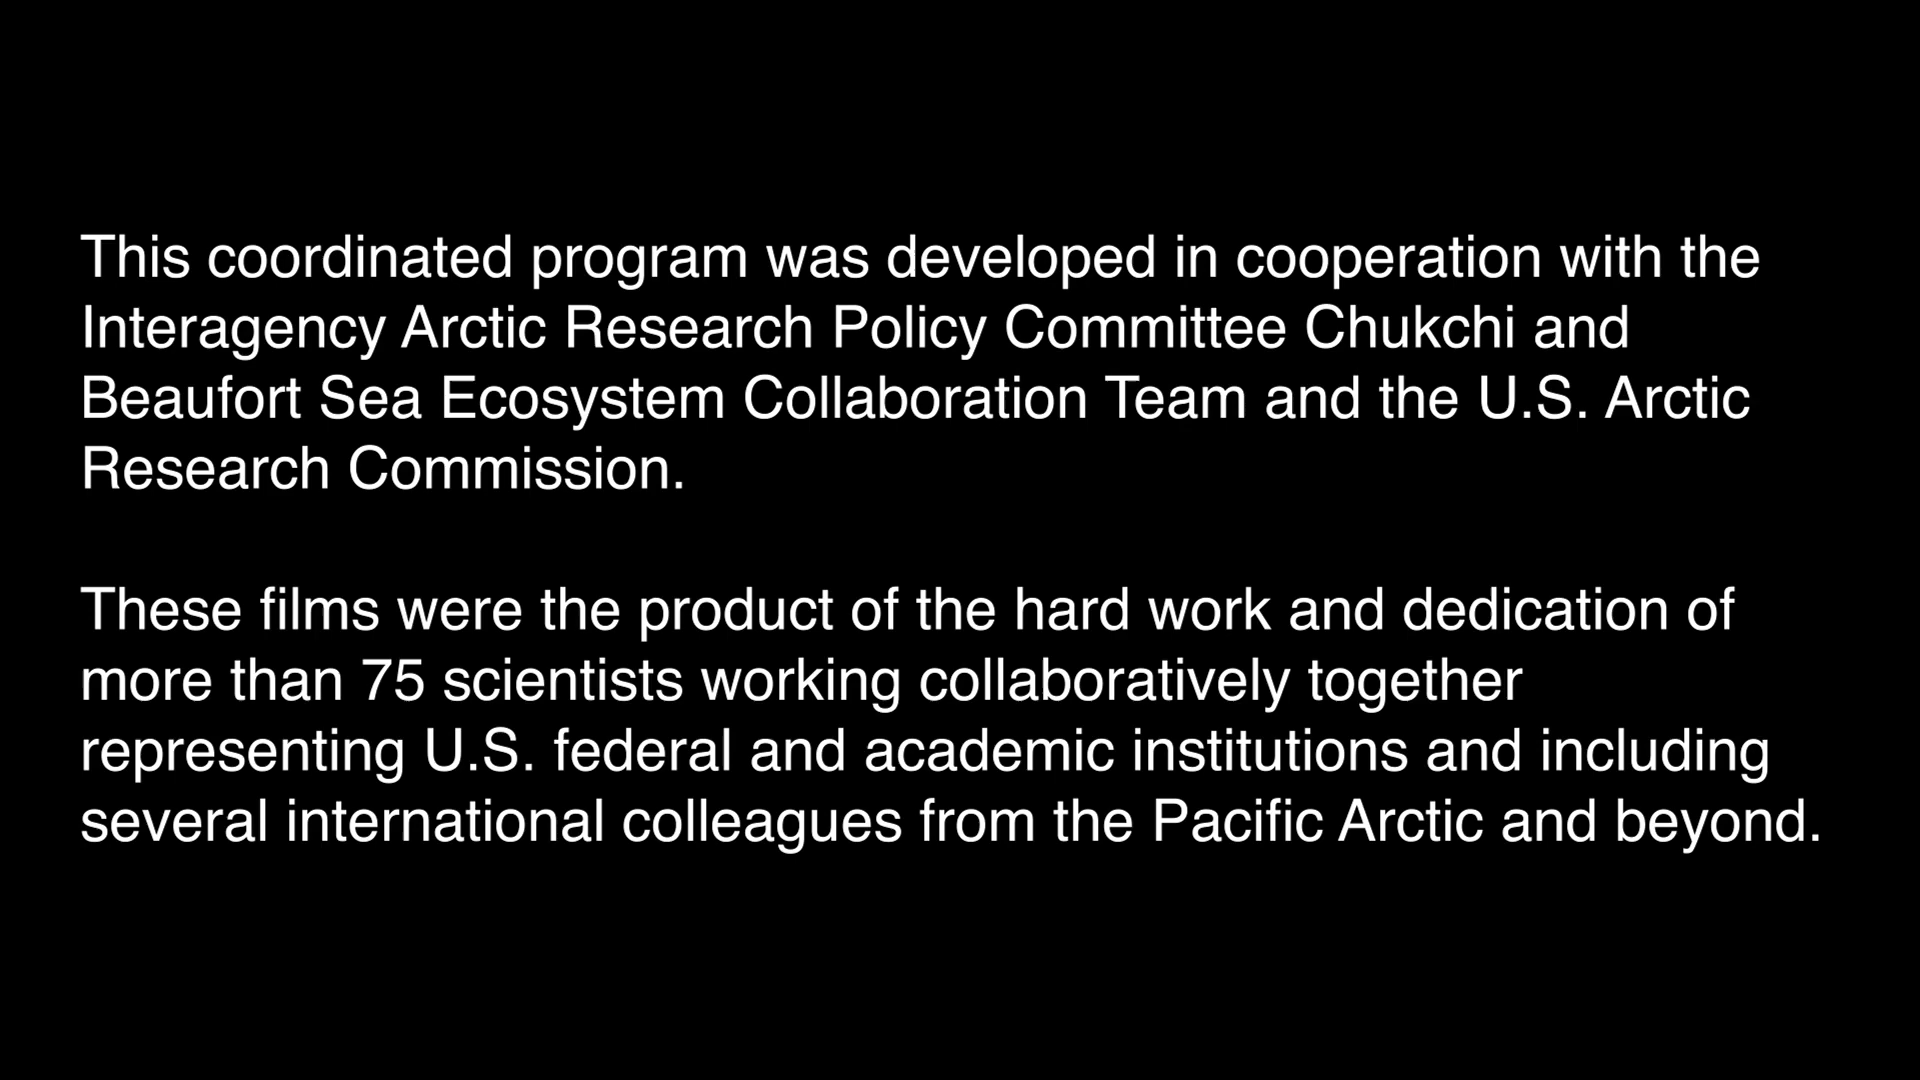 This coordinated program was developed in cooperation with the
Interagency Arctic Research Policy Committee Chukchi and
Beaufort Sea Ecosystem Collaboration Team and the U.S. Arctic
Research Commission.
These films were the product of the hard work and dedication of
more than 75 scientists working collaboratively together
representing U.S. federal and academic institutions and including
several international colleagues from the Pacific Arctic and beyond.